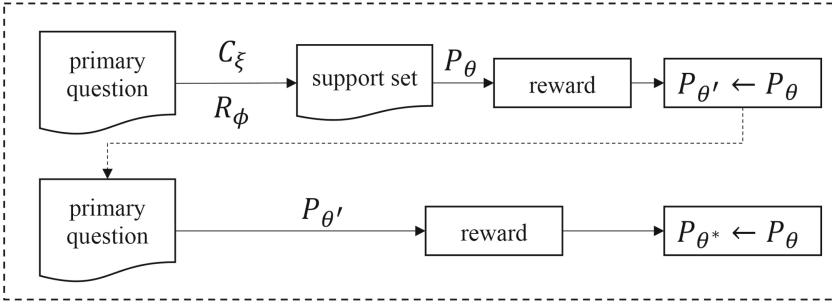 primary
question
C_ξ
R_ϕ
support set
P_θ
reward
P_θ′ ← P_θ
primary
question
P_θ′
reward
P_θ* ← P_θ